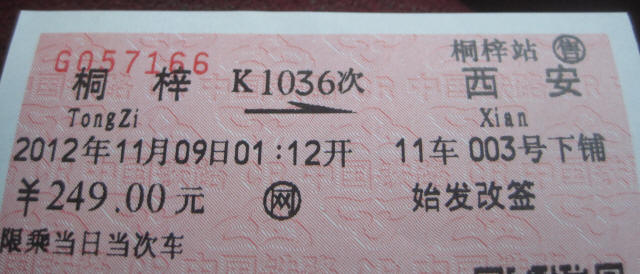 G057166
桐梓站 售
桐梓 K1036次 西安
TongZi Xian
2012年11月09日01:12开 11车003号下铺
￥249.00元 网 始发改签
限乘当日当次车